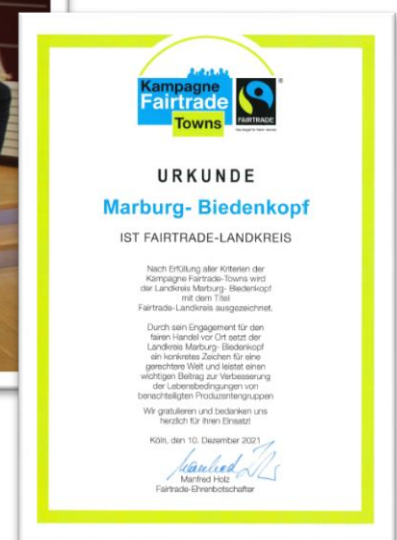 Kampagne
Fairtrade
Towns
FAIRTRADE
URKUNDE
Marburg- Biedenkopf
IST FAIRTRADE-LANDKREIS
Nach Erfüllung aller Kriterien der
Kampagne Fairtrade-Towns wird
der Landkreis Marburg- Biedenkopf
mit dem Titel
Fairtrade-Landkreis ausgezeichnet.
Durch sein Engagement für den
fairen Handel vor Ort setzt der
Landkreis Marburg- Biedenkopf
ein konkretes Zeichen für eine
gerechtere Welt und leistet einen
wichtigen Beitrag zur Verbesserung
der Lebensbedingungen von
benachteiligten Produzentengruppen
Wir gratulieren und bedanken uns
herzlich für Ihren Einsatz!
Köln, den 10. Dezember 2021
Manfred Holz
Fairtrade-Ehrenbotschafter